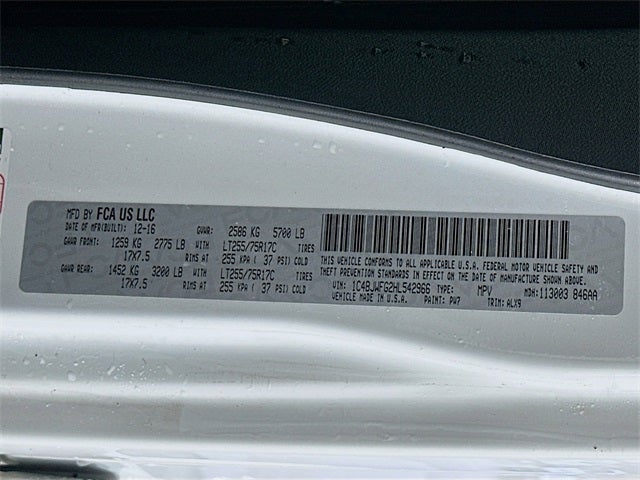 MFD BY FCA US LLC
DATE OF MFR(BUILT): 12-16 GVWR: 2586 KG 5700 LB
GAWR FRONT: 1259 KG 2775 LB WITH LT255/75R17C TIRES
17X7.5 RIMS AT 255 KPA ( 37 PSI) COLD
GAWR REAR: 1452 KG 3200 LB WITH LT255/75R17C TIRES
17X7.5 RIMS AT 255 KPA ( 37 PSI) COLD
THIS VEHICLE CONFORMS TO ALL APPLICABLE U.S.A. FEDERAL MOTOR VEHICLE SAFETY AND
THEFT PREVENTION STANDARDS IN EFFECT ON THE DATE OF MANUFACTURE SHOWN ABOVE.
VIN: 1C4BJWFG2HL542966 TYPE: MPV MDH: 113003 846AA
VEHICLE MADE IN U.S.A. PAINT: PW7 TRIM: ALX9